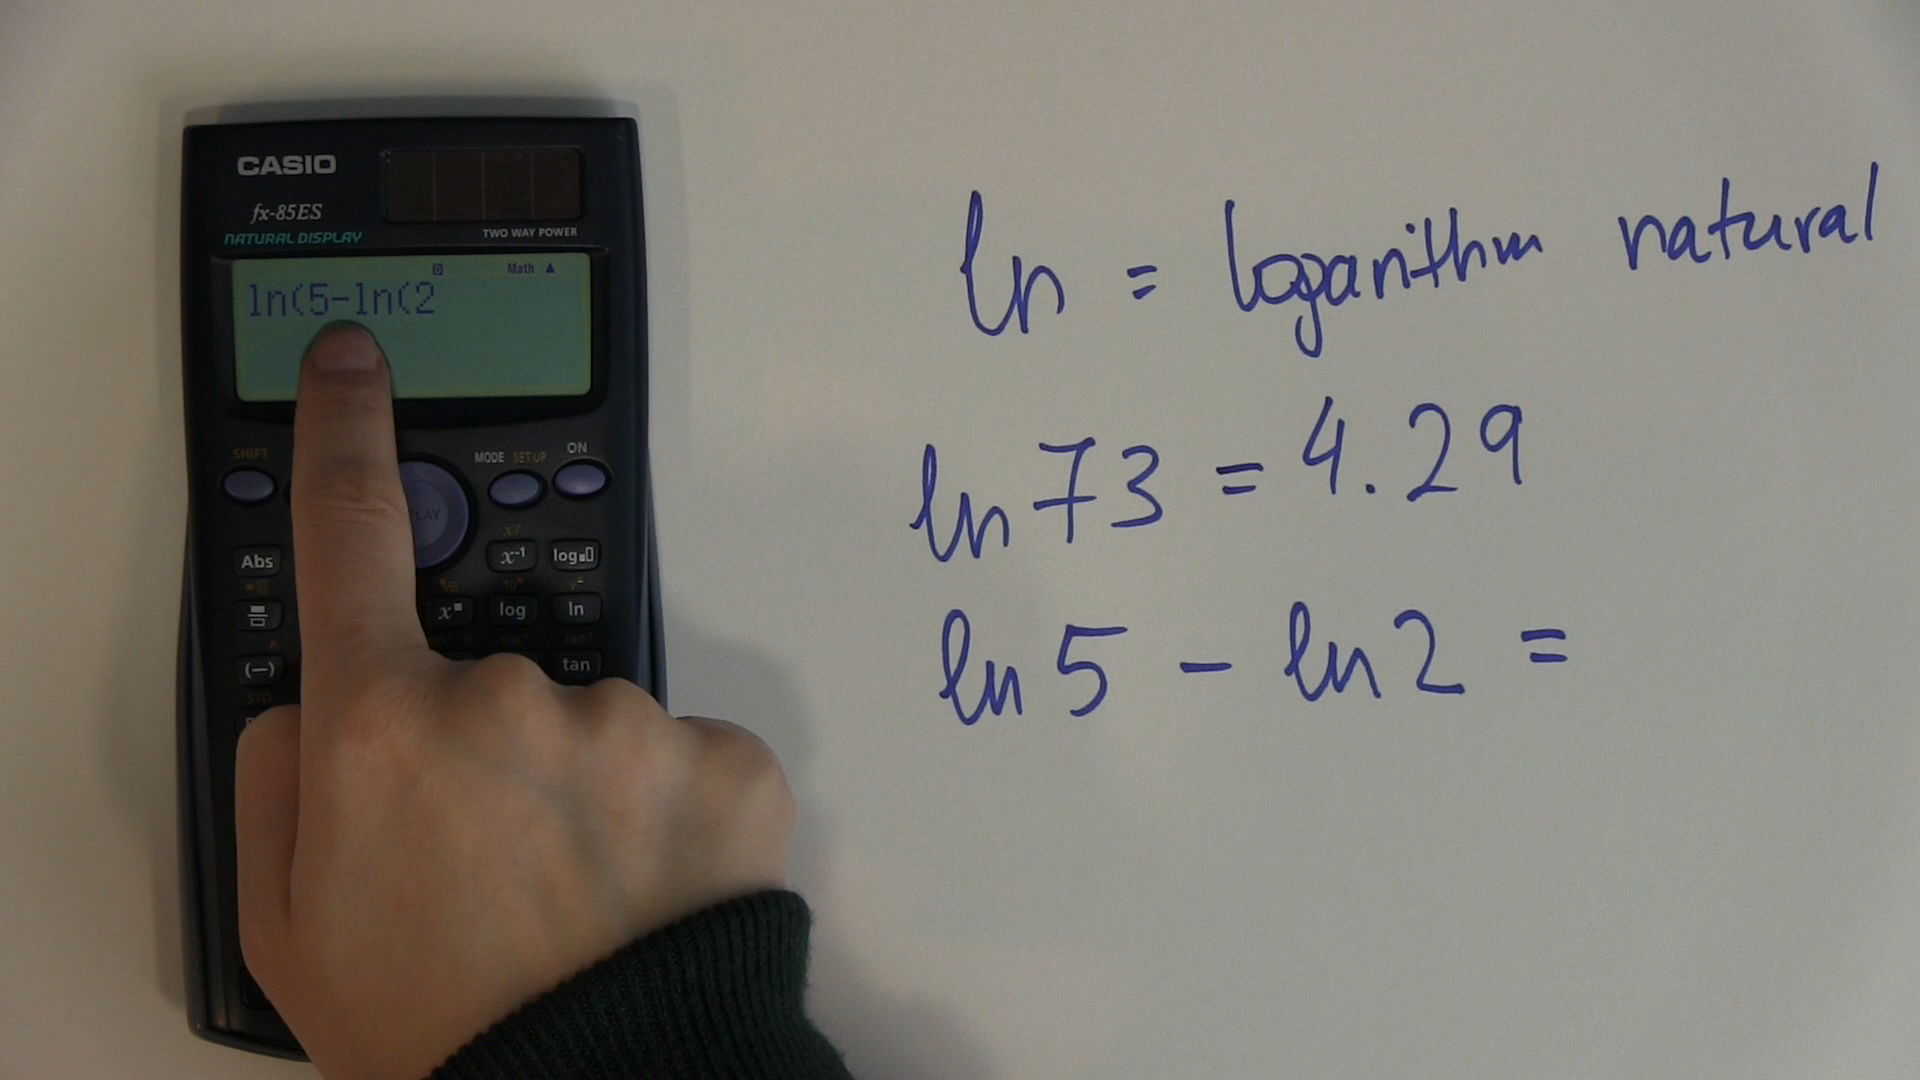 CASIO
fx-85ES
NATURAL DISPLAY
TWO WAY POWER
D Math ▲
ln(5-ln(2
SHIFT
MODE SETUP ON
Abs x⁻¹ log
x log ln
(−) tan
ln = logarithm natural
ln 73 = 4.29
ln 5 - ln 2 =